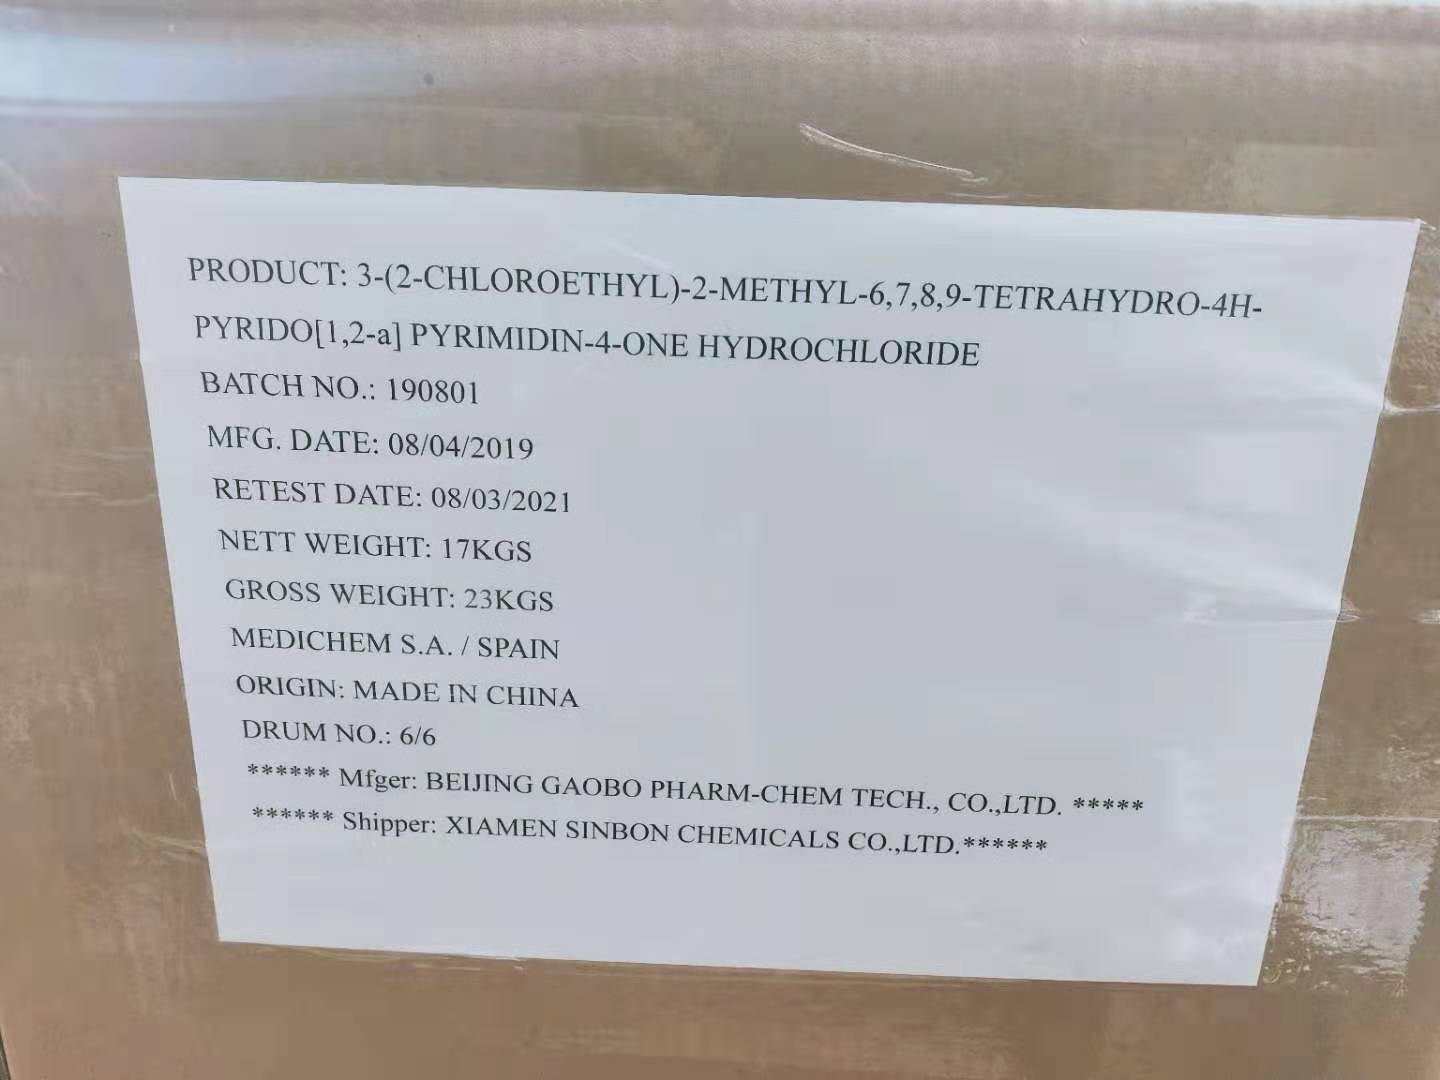 PRODUCT: 3-(2-CHLOROETHYL)-2-METHYL-6,7,8,9-TETRAHYDRO-4H-
PYRIDO[1,2-a] PYRIMIDIN-4-ONE HYDROCHLORIDE
BATCH NO.: 190801
MFG. DATE: 08/04/2019
RETEST DATE: 08/03/2021
NETT WEIGHT: 17KGS
GROSS WEIGHT: 23KGS
MEDICHEM S.A. / SPAIN
ORIGIN: MADE IN CHINA
DRUM NO.: 6/6
****** Mfger: BEIJING GAOBO PHARM-CHEM TECH., CO.,LTD. *****
****** Shipper: XIAMEN SINBON CHEMICALS CO.,LTD.******